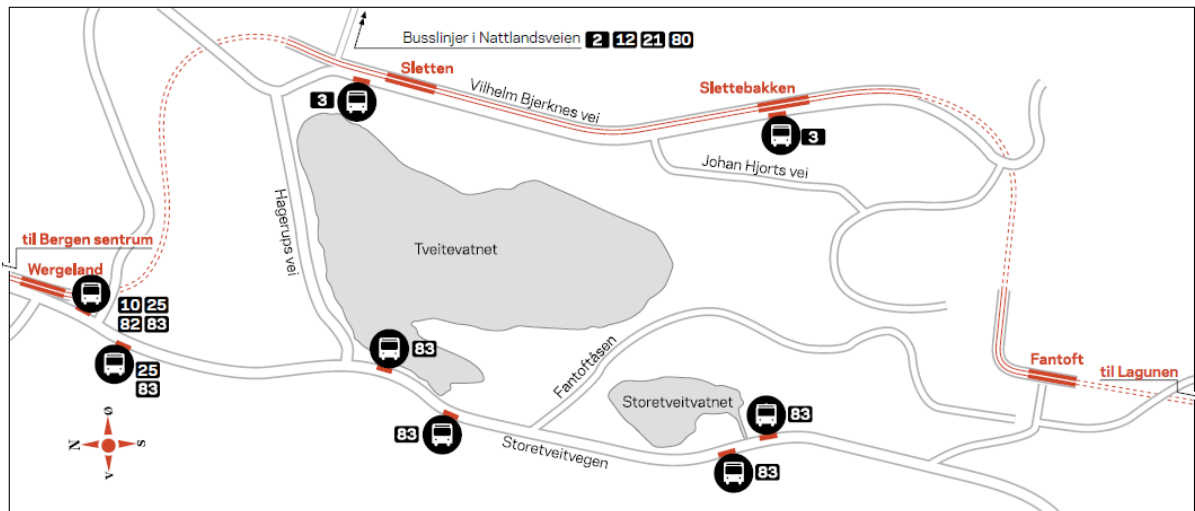 Busslinjer i Nattlandsveien 2 12 21 80
Sletten
3
Vilhelm Bjerknes vei
Slettebakken
3
Johan Hjorts vei
Hagerups vei
Tveitevatnet
til Bergen sentrum
Wergeland
10 25
82 83
25
83
83
83
Fantoftåsen
Storetveitvatnet
83
83
Storetveitvegen
Fantoft
til Lagunen
Ø
N
S
V